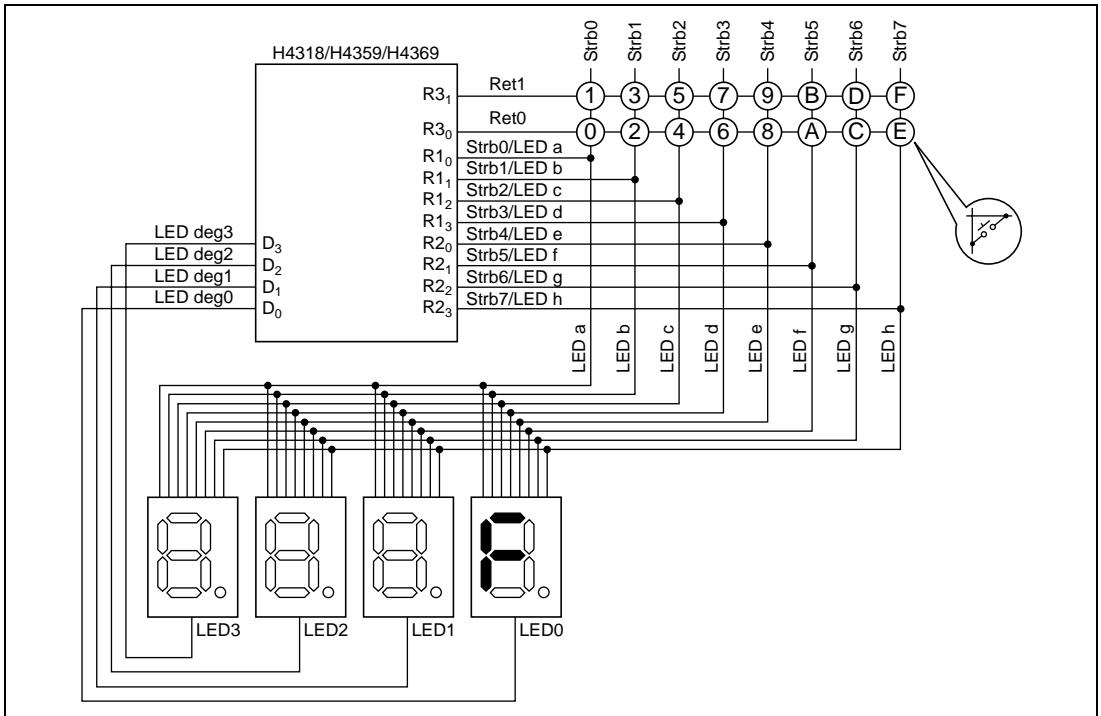 H4318/H4359/H4369
Strb0 Strb1 Strb2 Strb3 Strb4 Strb5 Strb6 Strb7
R3₁ Ret1 1 3 5 7 9 B D F
R3₀ Ret0 0 2 4 6 8 A C E
R1₀ Strb0/LED a
R1₁ Strb1/LED b
R1₂ Strb2/LED c
R1₃ Strb3/LED d
R2₀ Strb4/LED e
R2₁ Strb5/LED f
R2₂ Strb6/LED g
R2₃ Strb7/LED h
LED deg3 D₃
LED deg2 D₂
LED deg1 D₁
LED deg0 D₀
LED a LED b LED c LED d LED e LED f LED g LED h
8. 8. 8. F
LED3 LED2 LED1 LED0